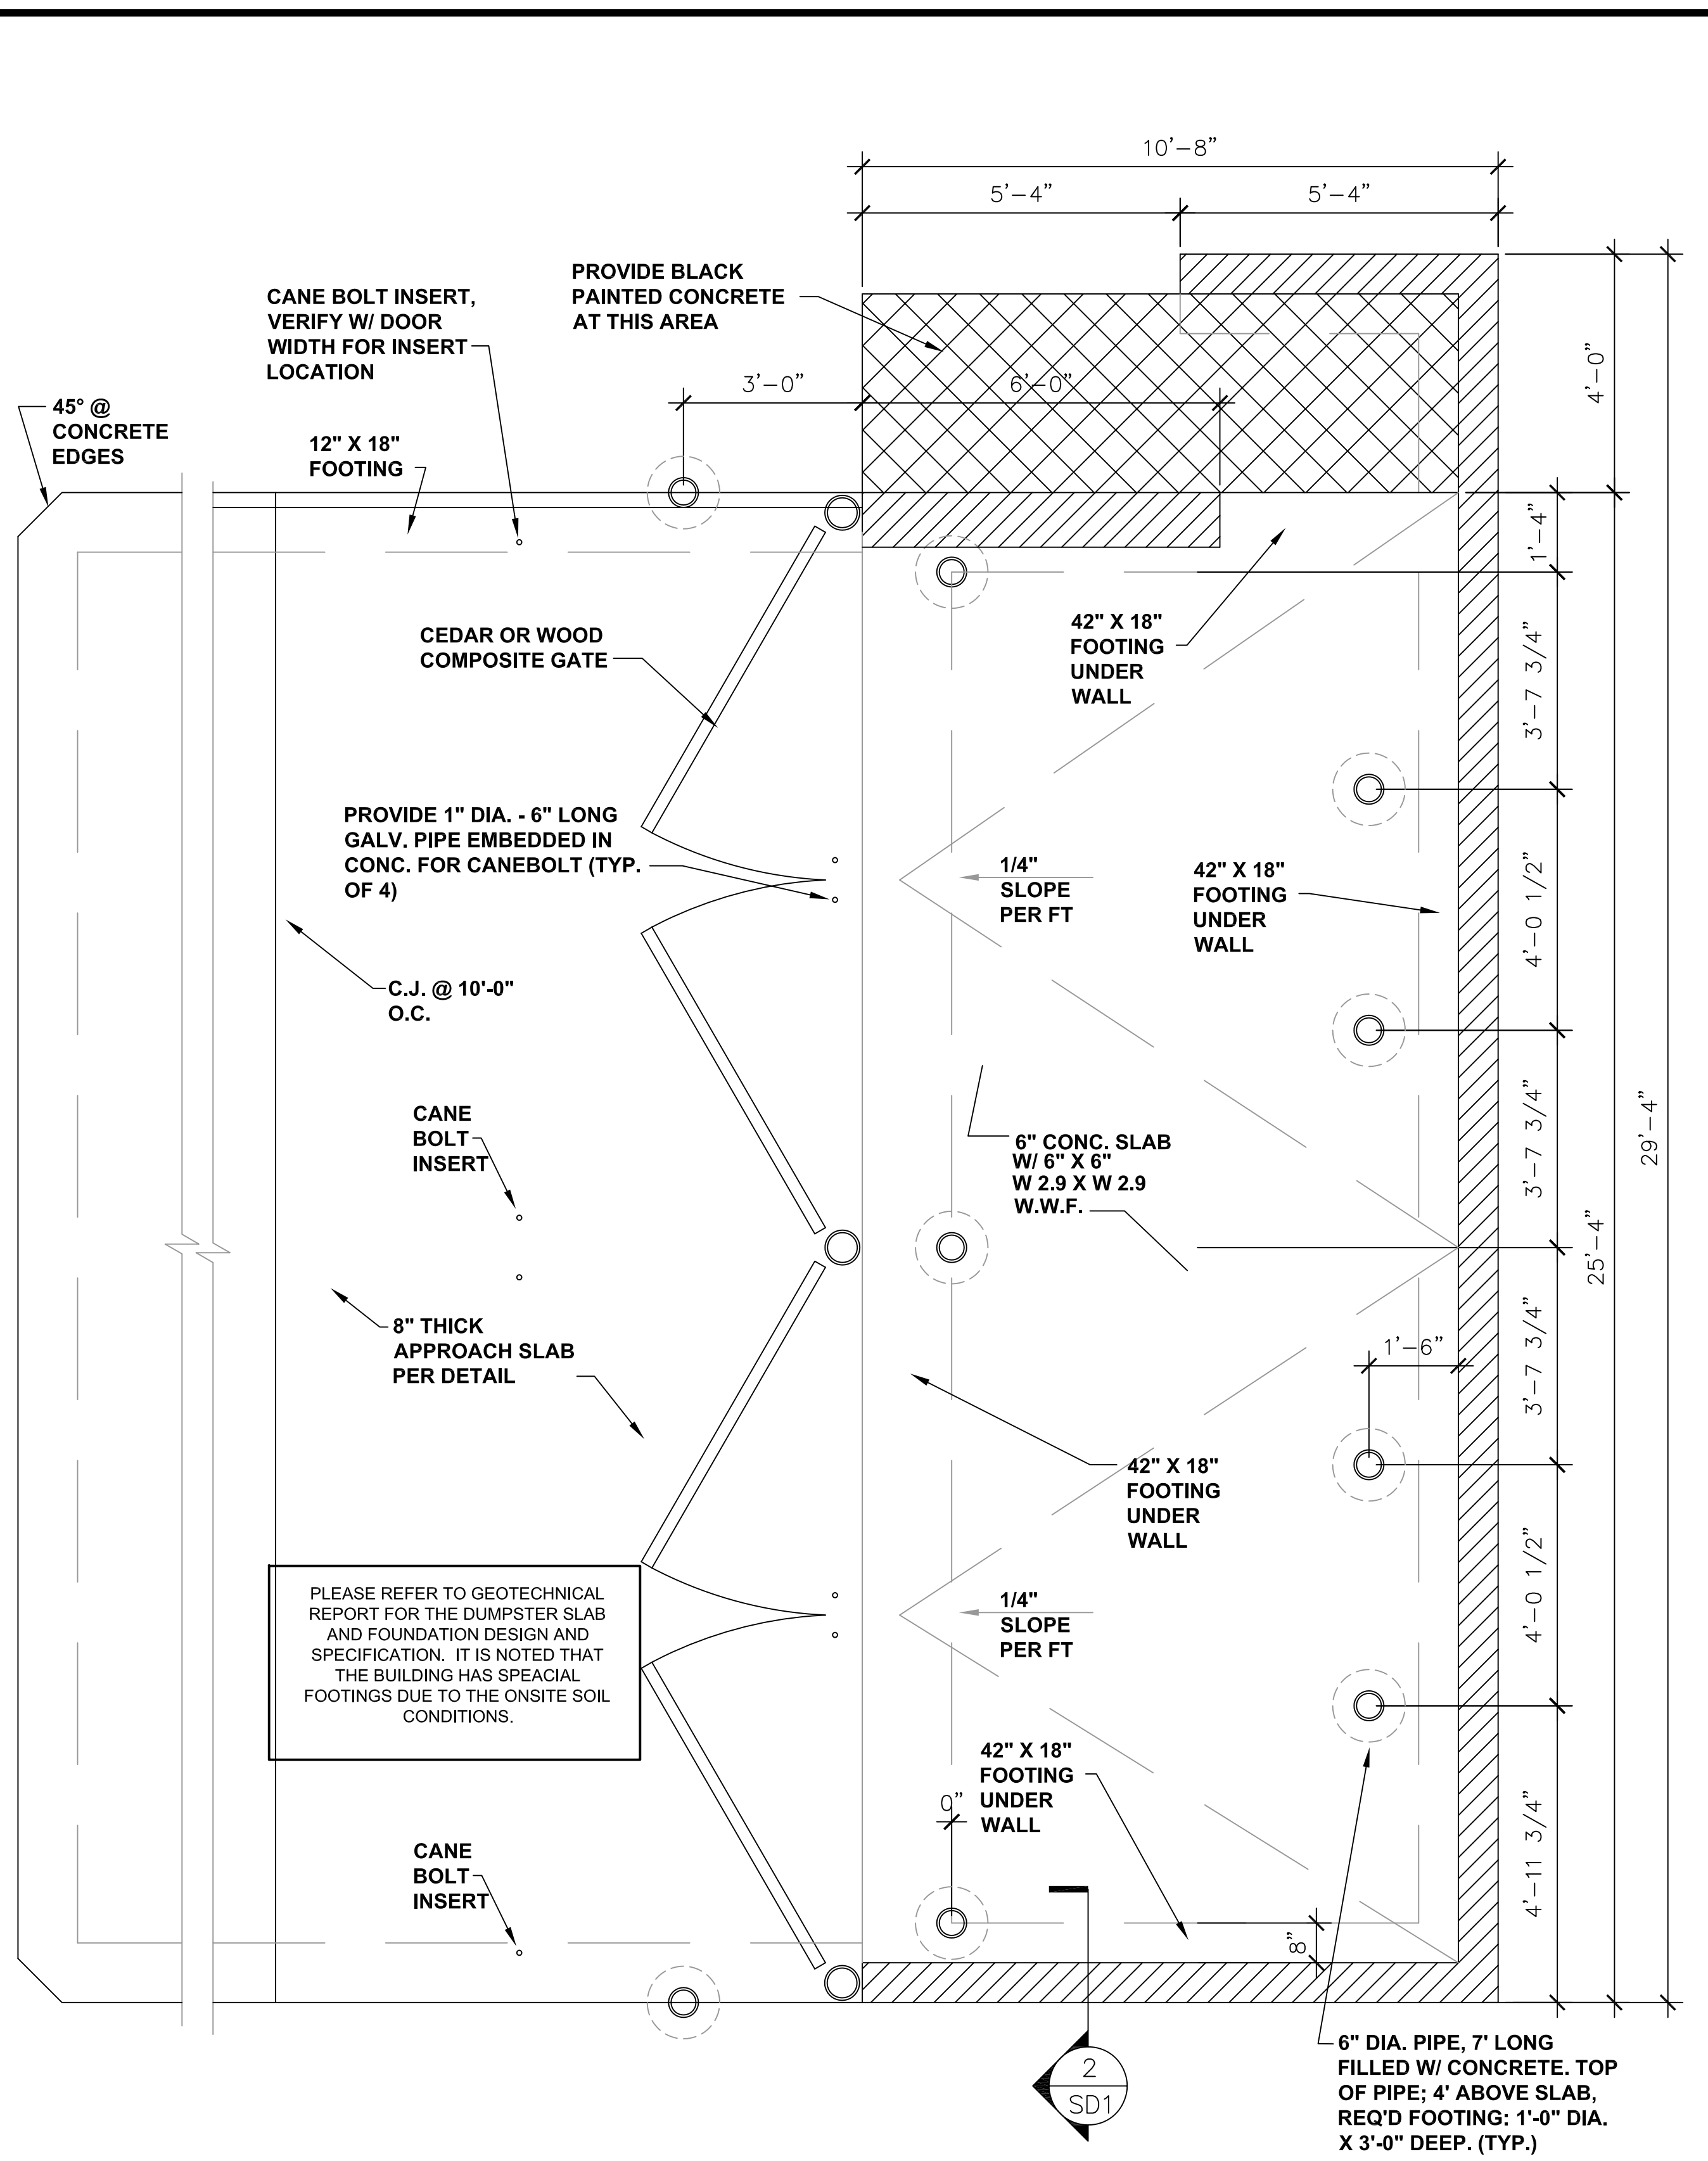 10'-8"
5'-4"
5'-4"
PROVIDE BLACK
PAINTED CONCRETE
AT THIS AREA
CANE BOLT INSERT,
VERIFY W/ DOOR
WIDTH FOR INSERT
LOCATION
3'-0"
6'-0"
4'-0"
45° @
CONCRETE
EDGES
12" X 18"
FOOTING
1'-4"
42" X 18"
FOOTING
UNDER
WALL
CEDAR OR WOOD
COMPOSITE GATE
3'-7 3/4"
PROVIDE 1" DIA. - 6" LONG
GALV. PIPE EMBEDDED IN
CONC. FOR CANEBOLT (TYP.
OF 4)
1/4"
SLOPE
PER FT
42" X 18"
FOOTING
UNDER
WALL
4'-0 1/2"
C.J. @ 10'-0"
O.C.
CANE
BOLT
INSERT
6" CONC. SLAB
W/ 6" X 6"
W 2.9 X W 2.9
W.W.F.
3'-7 3/4"
29'-4"
25'-4"
8" THICK
APPROACH SLAB
PER DETAIL
1'-6"
3'-7 3/4"
42" X 18"
FOOTING
UNDER
WALL
PLEASE REFER TO GEOTECHNICAL
REPORT FOR THE DUMPSTER SLAB
AND FOUNDATION DESIGN AND
SPECIFICATION. IT IS NOTED THAT
THE BUILDING HAS SPEACIAL
FOOTINGS DUE TO THE ONSITE SOIL
CONDITIONS.
1/4"
SLOPE
PER FT
4'-0 1/2"
42" X 18"
FOOTING
UNDER
WALL
0"
CANE
BOLT
INSERT
4'-11 3/4"
8"
2
SD1
6" DIA. PIPE, 7' LONG
FILLED W/ CONCRETE. TOP
OF PIPE; 4' ABOVE SLAB,
REQ'D FOOTING: 1'-0" DIA.
X 3'-0" DEEP. (TYP.)